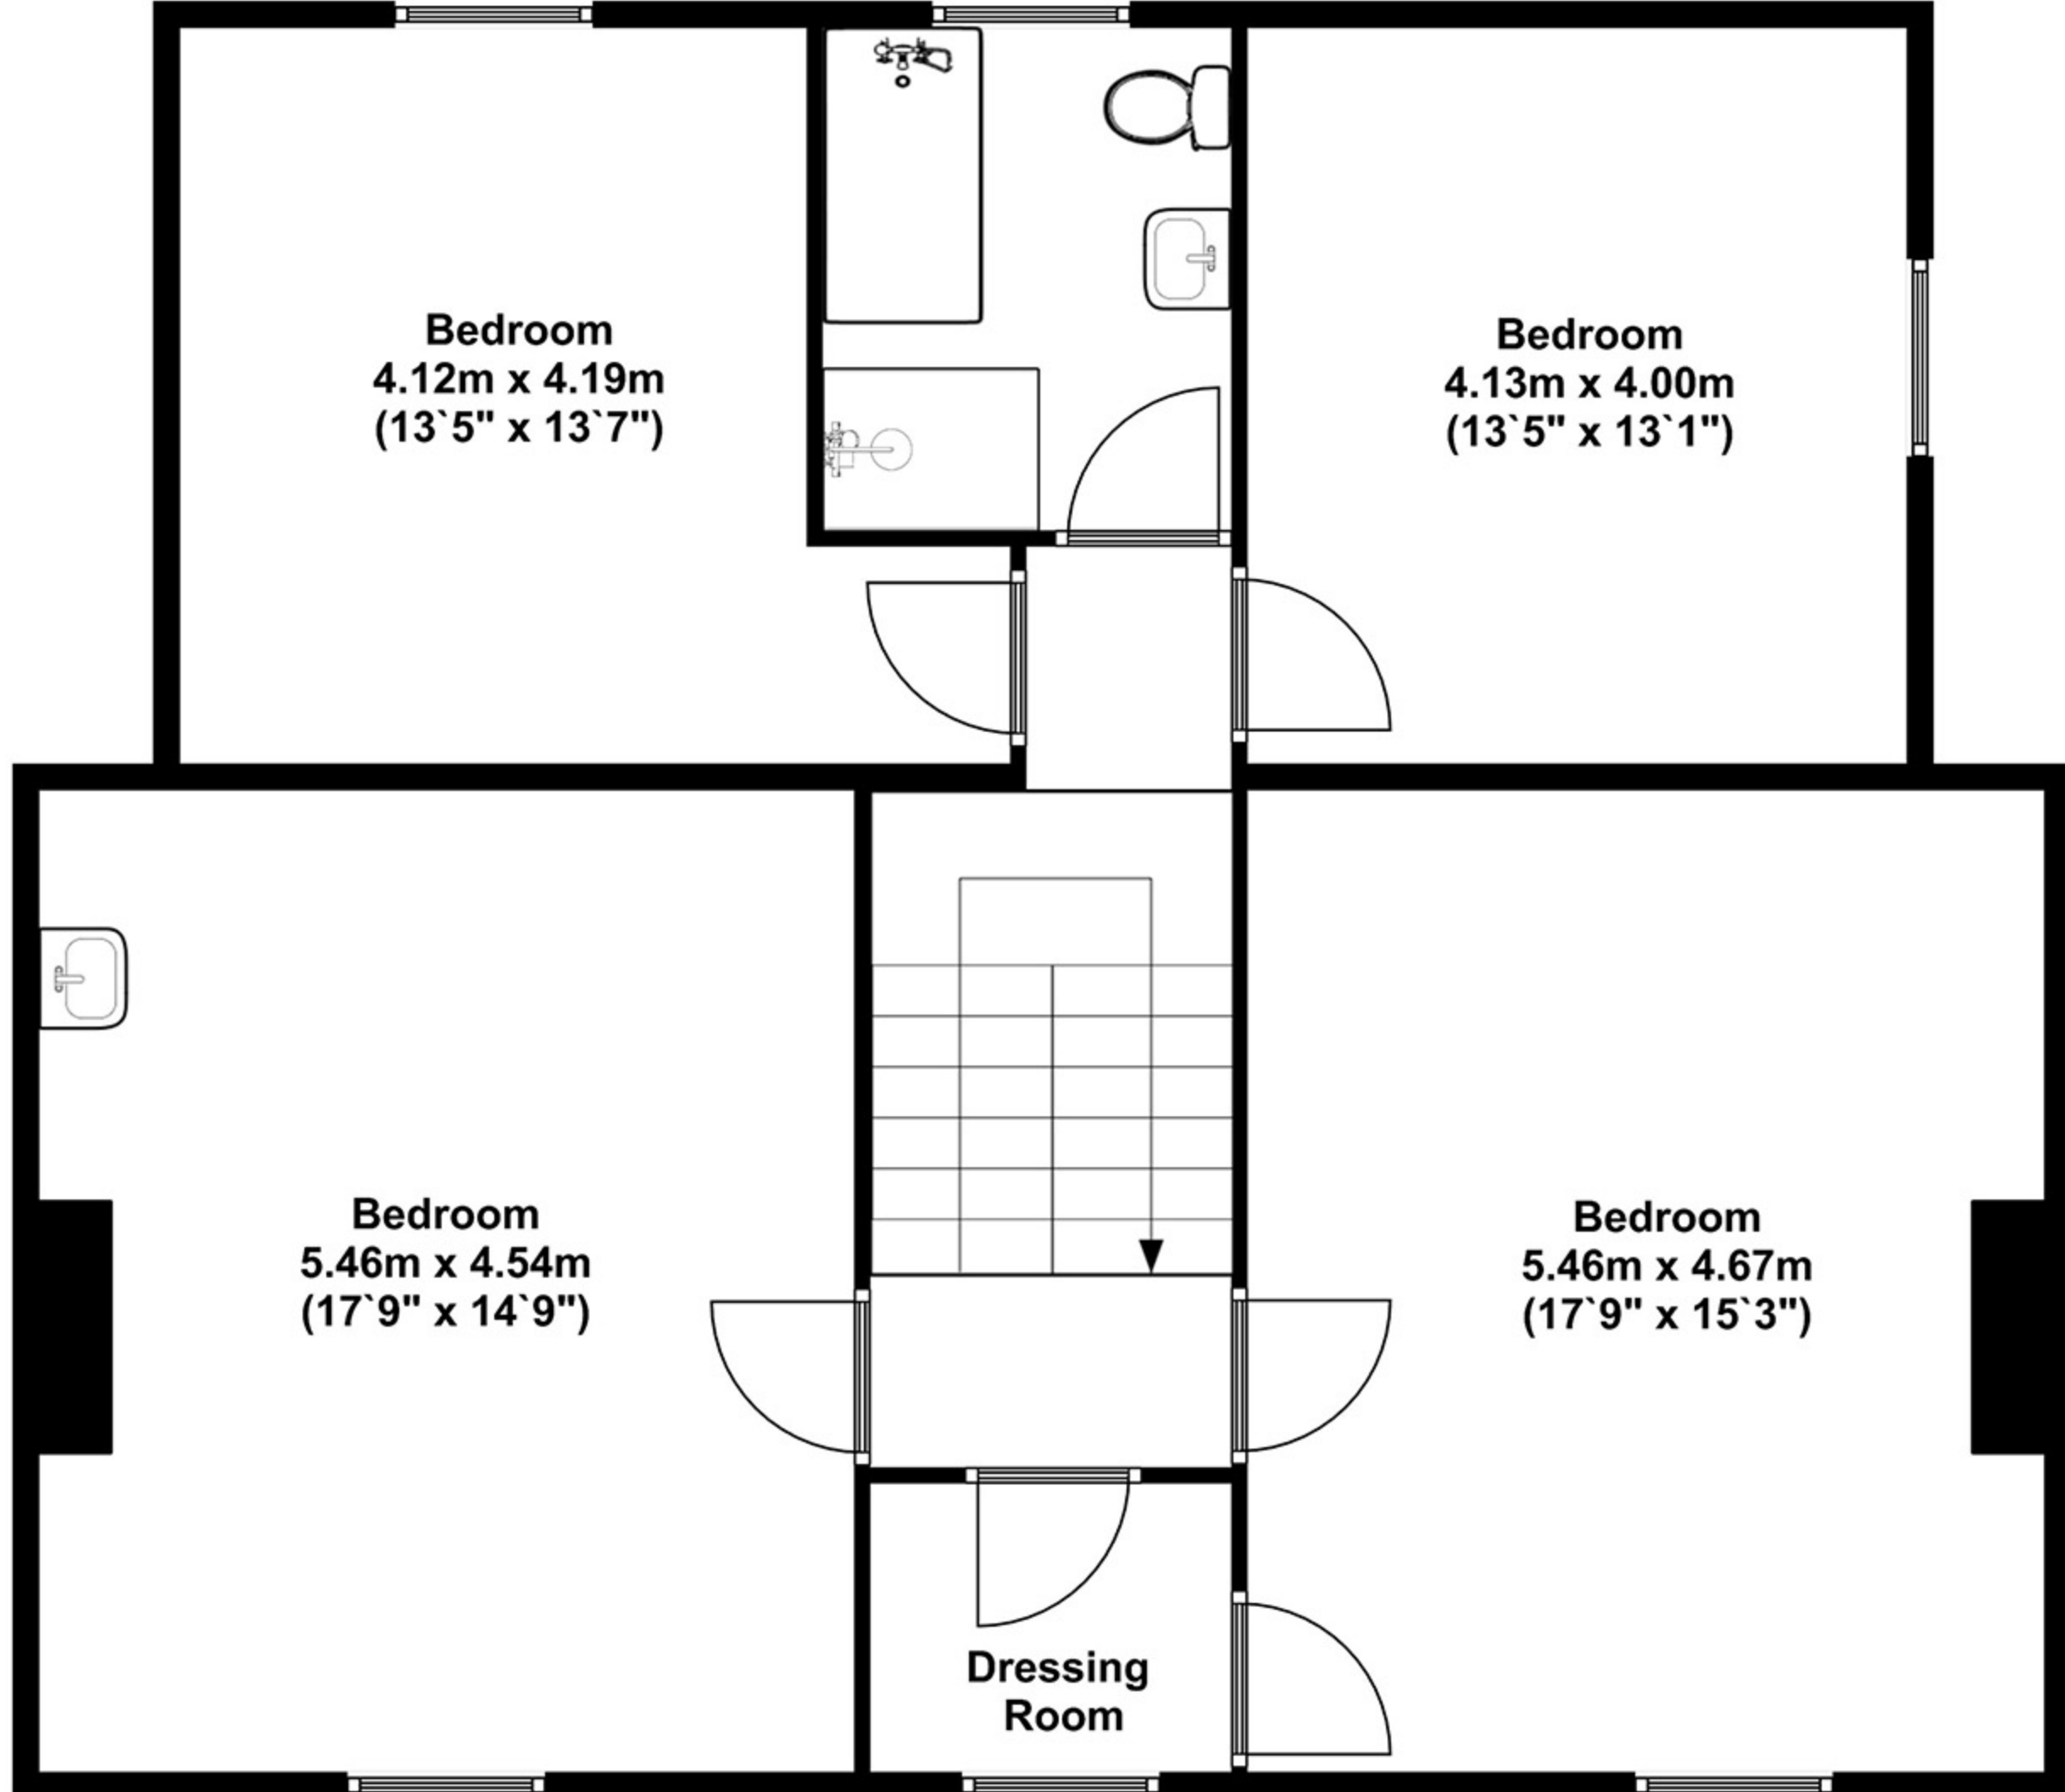 Bedroom
4.12m x 4.19m
(13`5" x 13`7")
Bedroom
4.13m x 4.00m
(13`5" x 13`1")
Bedroom
5.46m x 4.54m
(17`9" x 14`9")
Bedroom
5.46m x 4.67m
(17`9" x 15`3")
Dressing
Room